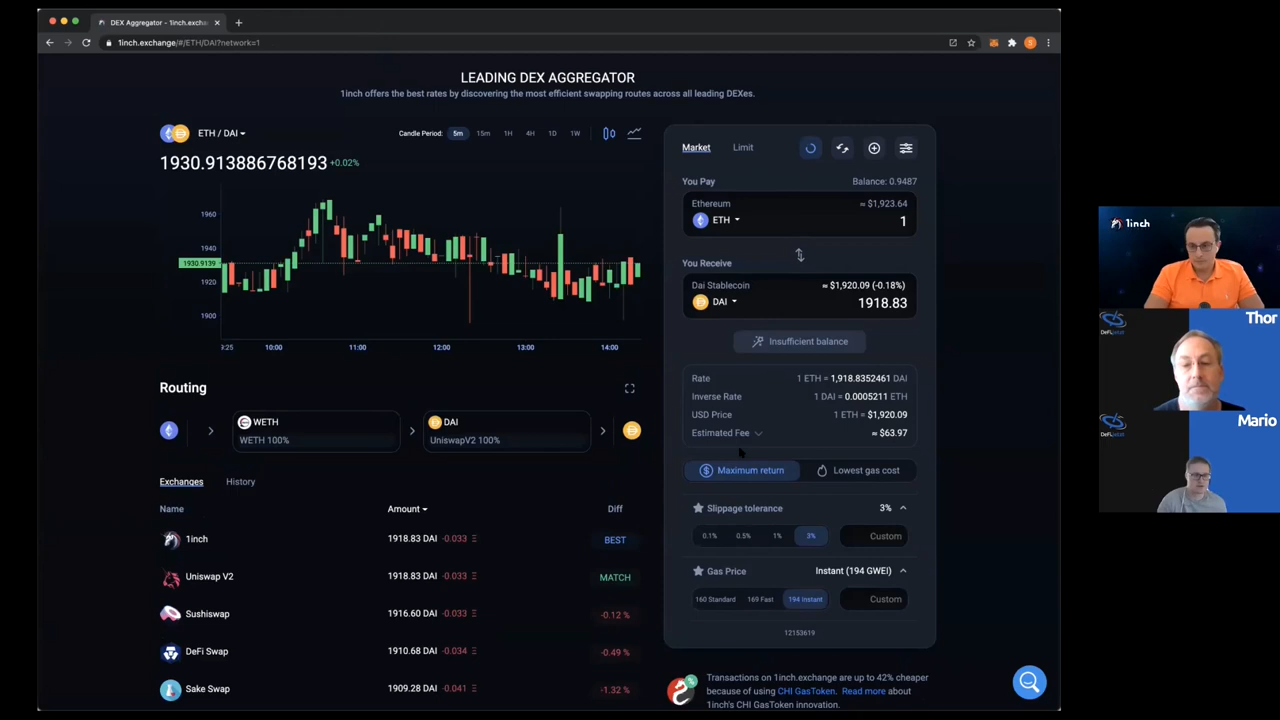 DEX Aggregator - 1inch.excha
1inch.exchange/#/ETH/DAI?network=1
LEADING DEX AGGREGATOR
1inch offers the best rates by discovering the most efficient swapping routes across all leading DEXes.
ETH / DAI
Candle Period: 5m 15m 1H 4H 1D 1W
1930.913886768193 +0.02%
1960
1940
1930.9139
1920
1900
9:25 10:00 11:00 12:00 13:00 14:00
Routing
WETH
WETH 100%
DAI
UniswapV2 100%
Exchanges History
Name Amount Diff
1inch 1918.83 DAI -0.033 Ξ BEST
Uniswap V2 1918.83 DAI -0.033 Ξ MATCH
Sushiswap 1916.60 DAI -0.033 Ξ -0.12 %
DeFi Swap 1910.68 DAI -0.034 Ξ -0.49 %
Sake Swap 1909.28 DAI -0.041 Ξ -1.32 %
Market Limit
You Pay Balance: 0.9487
Ethereum ≈ $1,923.64
ETH 1
You Receive
Dai Stablecoin ≈ $1,920.09 (-0.18%)
DAI 1918.83
Insufficient balance
Rate 1 ETH = 1,918.8352461 DAI
Inverse Rate 1 DAI = 0.0005211 ETH
USD Price 1 ETH = $1,920.09
Estimated Fee ≈ $63.97
Maximum return Lowest gas cost
Slippage tolerance 3%
0.1% 0.5% 1% 3% Custom
Gas Price Instant (194 GWEI)
160 Standard 169 Fast 194 instant Custom
12153619
Transactions on 1inch.exchange are up to 42% cheaper
because of using CHI GasToken. Read more about
1inch's CHI GasToken innovation.
1inch
Thor
Mario